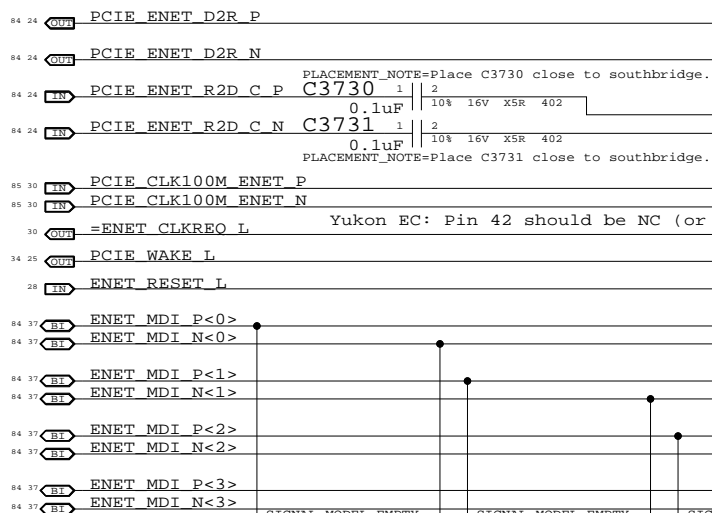 84 24 OUT PCIE_ENET_D2R_P
84 24 OUT PCIE_ENET_D2R_N
PLACEMENT_NOTE=Place C3730 close to southbridge.
84 24 IN PCIE_ENET_R2D_C_P C3730 1 2
0.1uF 10% 16V X5R 402
84 24 IN PCIE_ENET_R2D_C_N C3731 1 2
0.1uF 10% 16V X5R 402
PLACEMENT_NOTE=Place C3731 close to southbridge.
85 30 IN PCIE_CLK100M_ENET_P
85 30 IN PCIE_CLK100M_ENET_N
Yukon EC: Pin 42 should be NC (or
30 OUT =ENET_CLKREQ_L
34 25 OUT PCIE_WAKE_L
28 IN ENET_RESET_L
84 37 BI ENET_MDI_P<0>
84 37 BI ENET_MDI_N<0>
84 37 BI ENET_MDI_P<1>
84 37 BI ENET_MDI_N<1>
84 37 BI ENET_MDI_P<2>
84 37 BI ENET_MDI_N<2>
84 37 BI ENET_MDI_P<3>
84 37 BI ENET_MDI_N<3>
SIGNAL_MODEL=EMPTY SIGNAL_MODEL=EMPTY SIG